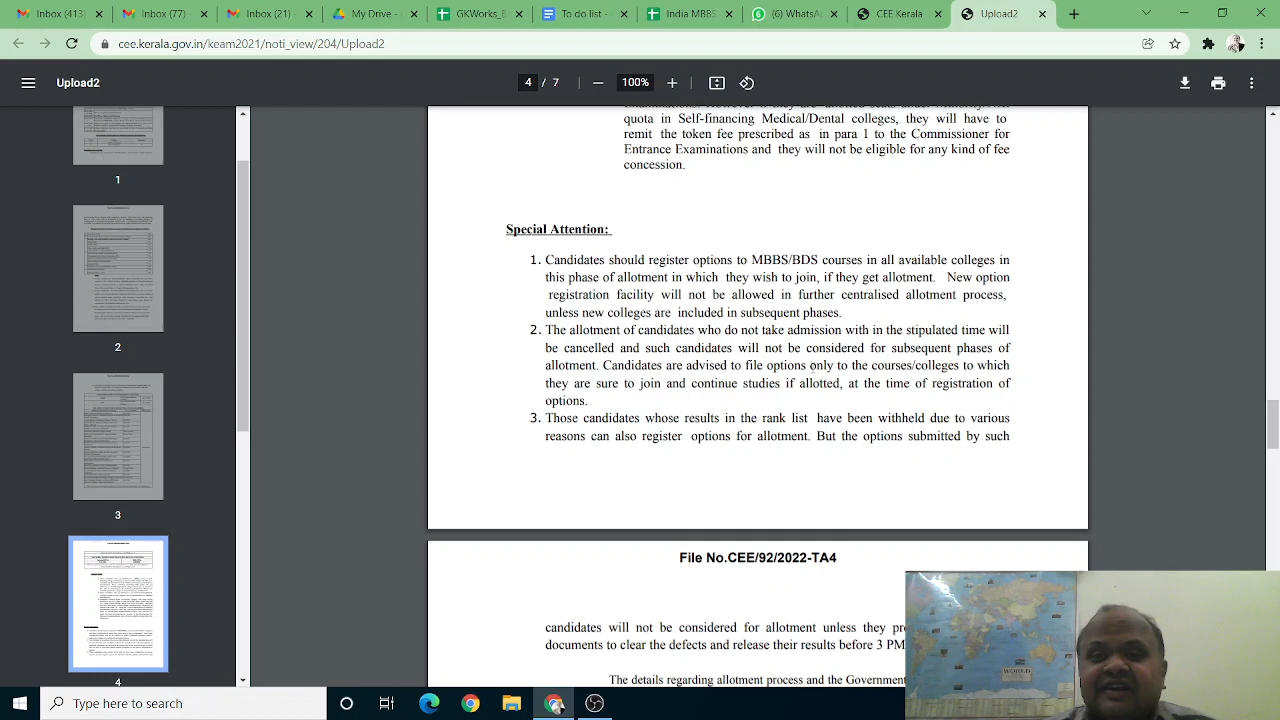 Inbox (413)
Inbox (77) -
Inbox (21) -
My Drive -
GKWorks_B
To do list -
India MBBS
(6) WhatsA
CEE Kerala
Upload2
cee.kerala.gov.in/keam2021/noti_view/204/Upload2
Upload2
4 / 7
100%
quota in Self-financing Medical/Dental colleges, they will have to
remit the token fee prescribed as in para 1 to the Commissioner for
Entrance Examinations and they will not be eligible for any kind of fee
concession.
1
Special Attention:
1. Candidates should register options to MBBS/BDS courses in all available colleges in
this phase of allotment in which they wish to join if they get allotment. New option
registration facility will not be allowed in further centralised allotment process,
unless new colleges are included in subsequent phases.
2. The allotment of candidates who do not take admission with in the stipulated time will
be cancelled and such candidates will not be considered for subsequent phases of
allotment. Candidates are advised to file options only to the courses/colleges to which
they are sure to join and continue studies if allotted, at the time of registration of
options.
3. Those candidates whose results in the rank list have been withheld due to various
reasons can also register options for allotment. But the options submitted by such
2
3
File No.CEE/92/2022-TA4
candidates will not be considered for allotment unless they pr
documents to clear the defects and release their results before 3 PM
The details regarding allotment process and the Government
4
WORLD
Type here to search